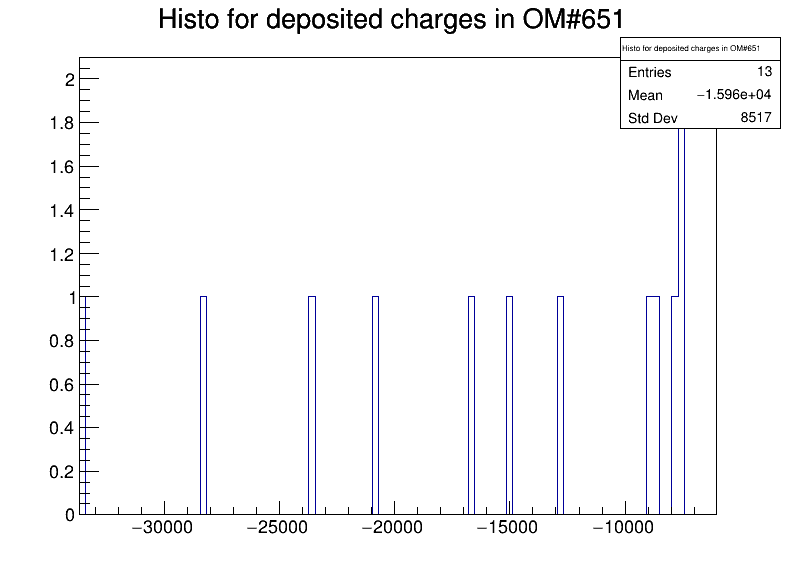 Histo for deposited charges in OM#651
Histo for deposited charges in OM#651
Entries 13
Mean −1.596e+04
Std Dev 8517
2
1.8
1.6
1.4
1.2
1
0.8
0.6
0.4
0.2
0
−30000 −25000 −20000 −15000 −10000